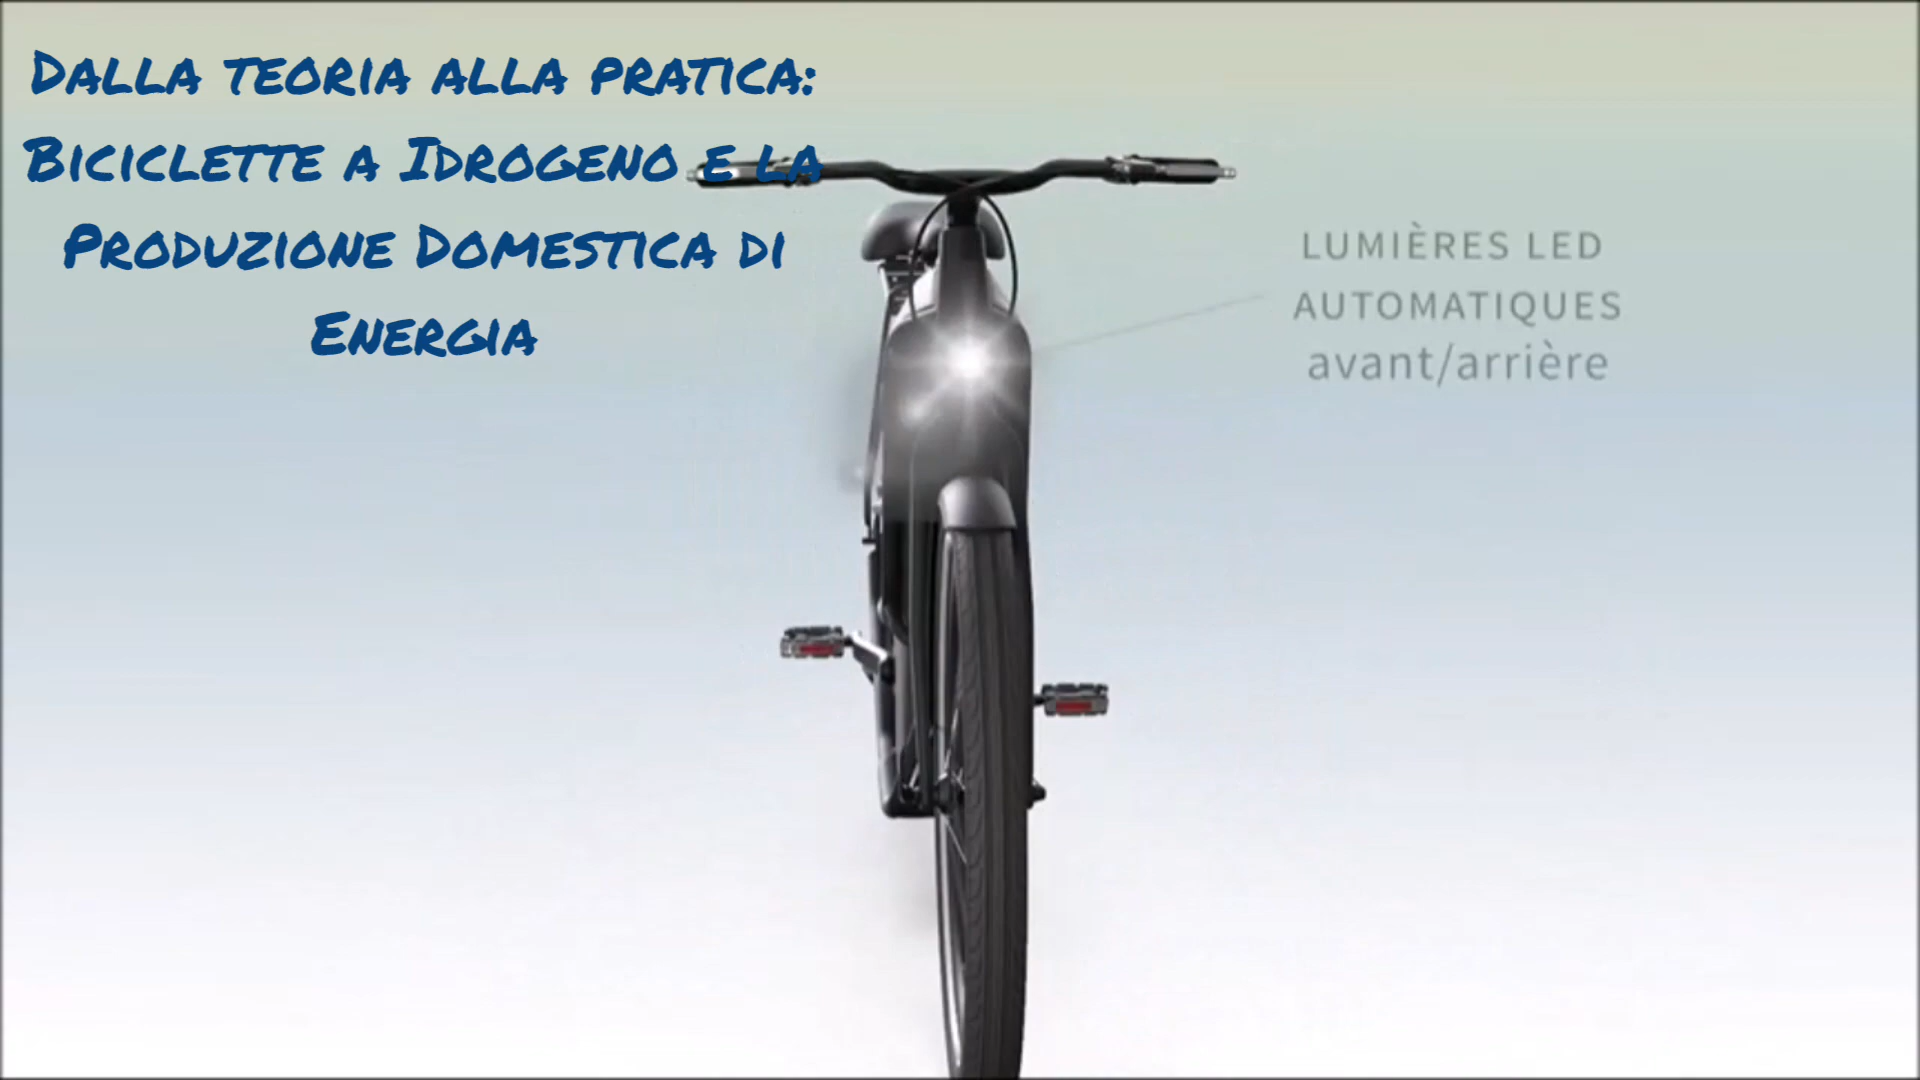 Dalla teoria alla pratica:
Biciclette a Idrogeno e la
Produzione Domestica di
Energia
LUMIÈRES LED
AUTOMATIQUES
avant/arrière